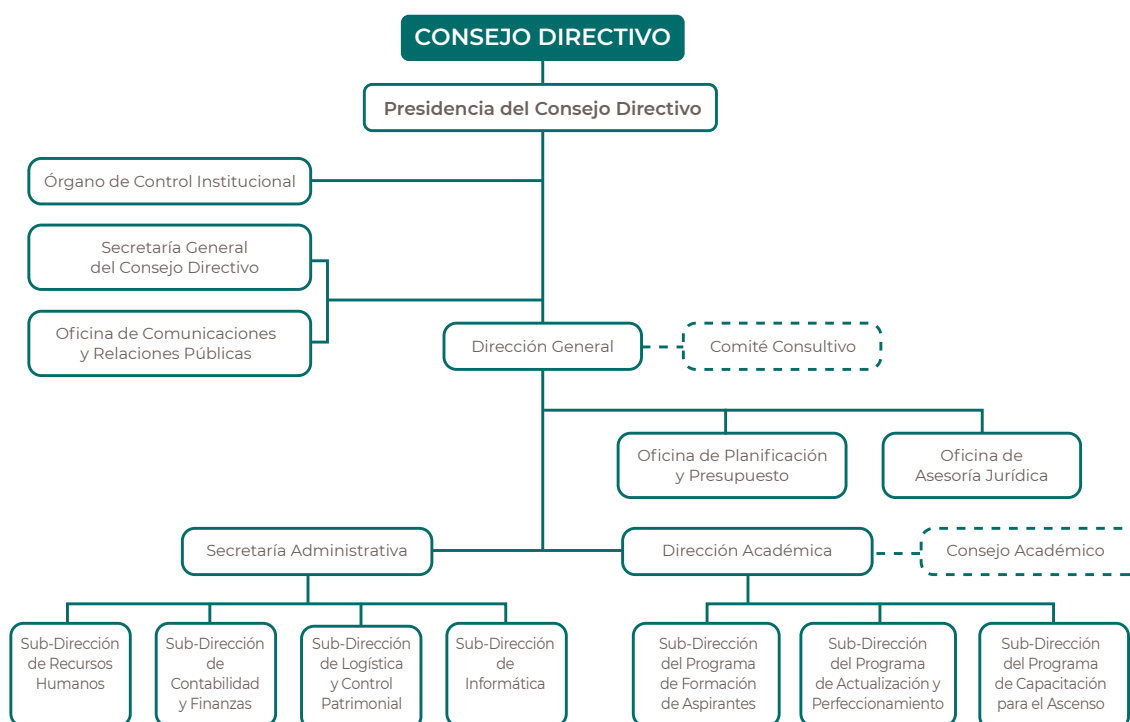 CONSEJO DIRECTIVO
Presidencia del Consejo Directivo
Órgano de Control Institucional
Secretaría General
del Consejo Directivo
Oficina de Comunicaciones
y Relaciones Públicas
Dirección General
Comité Consultivo
Oficina de Planificación
y Presupuesto
Oficina de
Asesoría Jurídica
Secretaría Administrativa
Dirección Académica
Consejo Académico
Sub-Dirección
de Recursos
Humanos
Sub-Dirección
de
Contabilidad
y Finanzas
Sub-Dirección
de Logística
y Control
Patrimonial
Sub-Dirección
de
Informática
Sub-Dirección
del Programa
de Formación
de Aspirantes
Sub-Dirección
del Programa
de Actualización y
Perfeccionamiento
Sub-Dirección
del Programa
de Capacitación
para el Ascenso